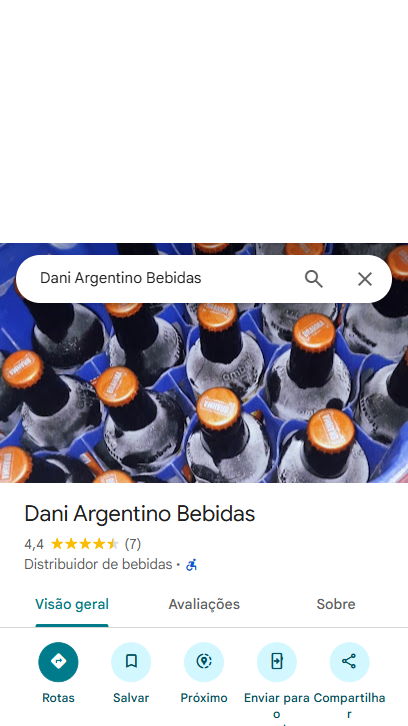 Dani Argentino Bebidas
Dani Argentino Bebidas
4,4 (7)
Distribuidor de bebidas ·
Visão geral
Avaliações
Sobre
Rotas
Salvar
Próximo
Enviar para o
Compartilhar